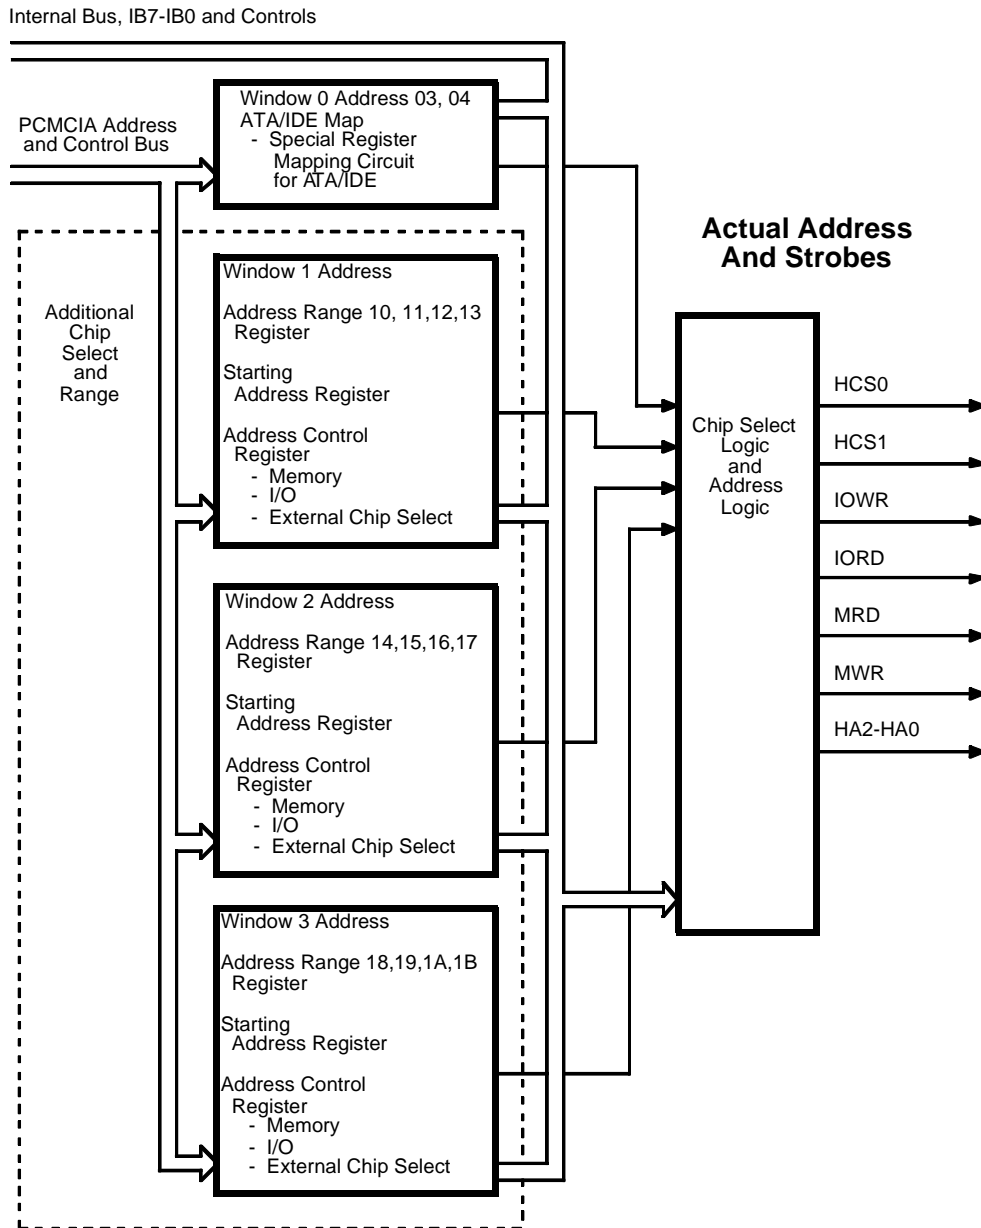 Internal Bus, IB7-IB0 and Controls
PCMCIA Address
and Control Bus
Window 0 Address 03, 04
ATA/IDE Map
- Special Register
Mapping Circuit
for ATA/IDE
Additional
Chip
Select
and
Range
Window 1 Address
Address Range 10, 11,12,13
Register
Starting
Address Register
Address Control
Register
- Memory
- I/O
- External Chip Select
Window 2 Address
Address Range 14,15,16,17
Register
Starting
Address Register
Address Control
Register
- Memory
- I/O
- External Chip Select
Window 3 Address
Address Range 18,19,1A,1B
Register
Starting
Address Register
Address Control
Register
- Memory
- I/O
- External Chip Select
Actual Address
And Strobes
Chip Select
Logic
and
Address
Logic
HCS0
HCS1
IOWR
IORD
MRD
MWR
HA2-HA0